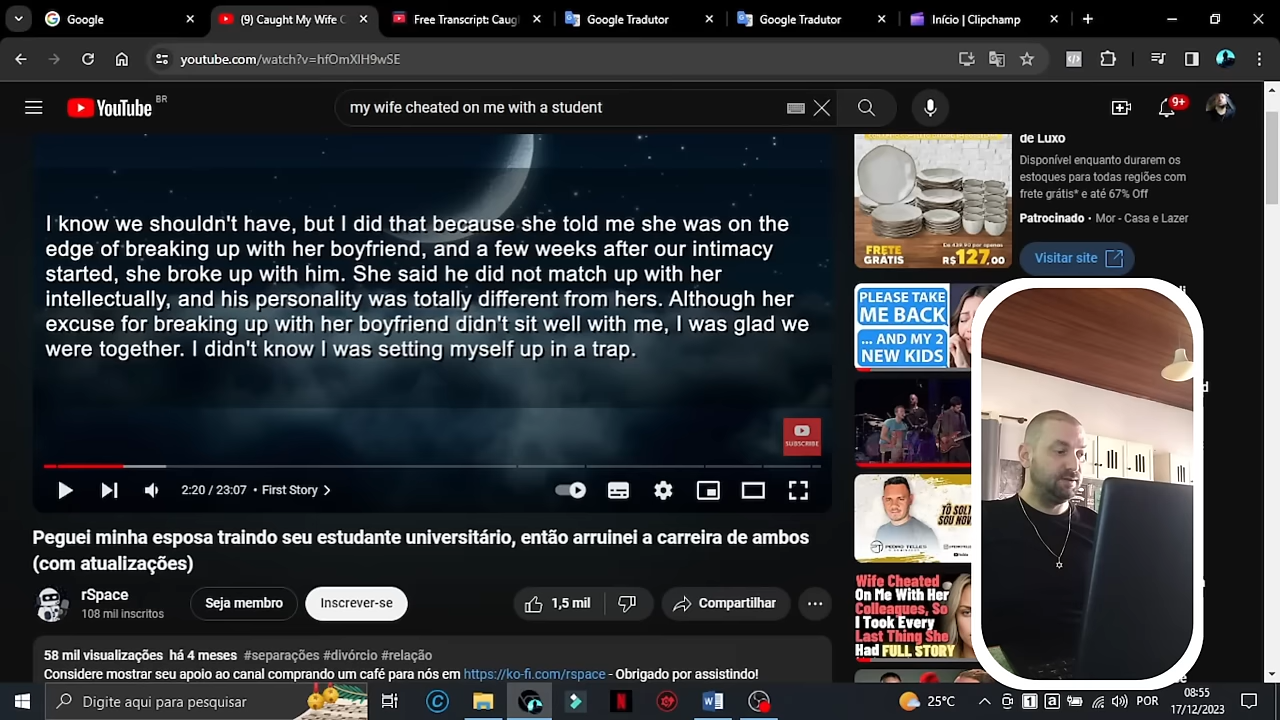 Google
(9) Caught My Wife C
Free Transcript: Caug
Google Tradutor
Google Tradutor
Início | Clipchamp
youtube.com/watch?v=hfOmXlH9wSE
YouTube BR
my wife cheated on me with a student
9+
I know we shouldn't have, but I did that because she told me she was on the
edge of breaking up with her boyfriend, and a few weeks after our intimacy
started, she broke up with him. She said he did not match up with her
intellectually, and his personality was totally different from hers. Although her
excuse for breaking up with her boyfriend didn't sit well with me, I was glad we
were together. I didn't know I was setting myself up in a trap.
SUBSCRIBE
2:20 / 23:07 • First Story
Peguei minha esposa traindo seu estudante universitário, então arruinei a carreira de ambos
(com atualizações)
rSpace
108 mil inscritos
Seja membro
Inscrever-se
1,5 mil
Compartilhar
58 mil visualizações há 4 meses #separações #divórcio #relação
Considere mostrar seu apoio ao canal comprando um café para nós em https://ko-fi.com/rspace - Obrigado por assistindo!
de Luxo
Disponível enquanto durarem os
estoques para todas regiões com
frete grátis* e até 67% Off
Patrocinado • Mor - Casa e Lazer
Visitar site
FRETE
GRÁTIS
R$127,00
PLEASE TAKE
ME BACK
... AND MY 2
NEW KIDS
TÔ SOLT
SOU NOV
PEDRO TELLES
Wife Cheated
On Me With Her
Colleagues, So
I Took Every
Last Thing She
Had FULL STORY
Digite aqui para pesquisar
25°C
POR
08:55
17/12/2023